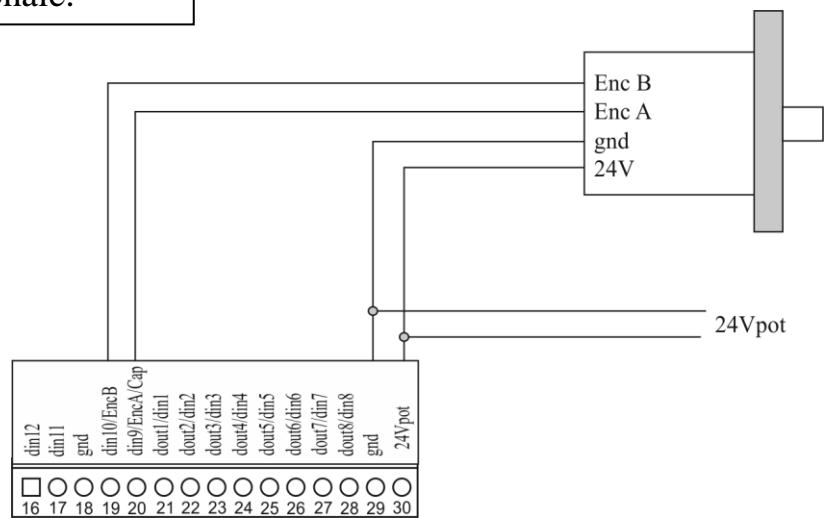 Enc B
Enc A
gnd
24V
24Vpot
din12
din11
gnd
din10/EncB
din9/EncA/Cap
dout1/din1
dout2/din2
dout3/din3
dout4/din4
dout5/din5
dout6/din6
dout7/din7
dout8/din8
gnd
24Vpot
16 17 18 19 20 21 22 23 24 25 26 27 28 29 30